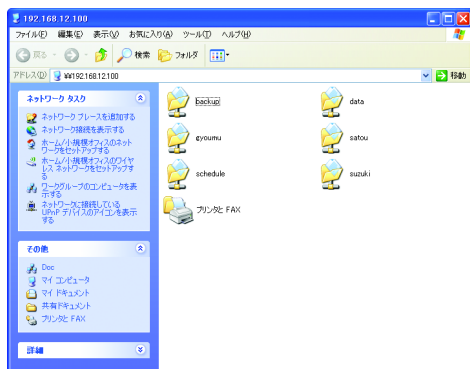 192.168.12.100
ファイル(F) 編集(E) 表示(V) お気に入り(A) ツール(T) ヘルプ(H)
戻る 検索 フォルダ
アドレス(D) ¥¥192.168.12.100 移動
ネットワーク タスク
ネットワーク プレースを追加する
ネットワーク接続を表示する
ホーム/小規模オフィスのネットワークをセットアップする
ホーム/小規模オフィスのワイヤレス ネットワークをセットアップする
ワークグループのコンピュータを表示する
ネットワークに接続している UPnP デバイスのアイコンを表示する
その他
Doc
マイ コンピュータ
マイ ドキュメント
共有ドキュメント
プリンタと FAX
詳細
backup
data
gyoumu
satou
schedule
suzuki
プリンタと FAX